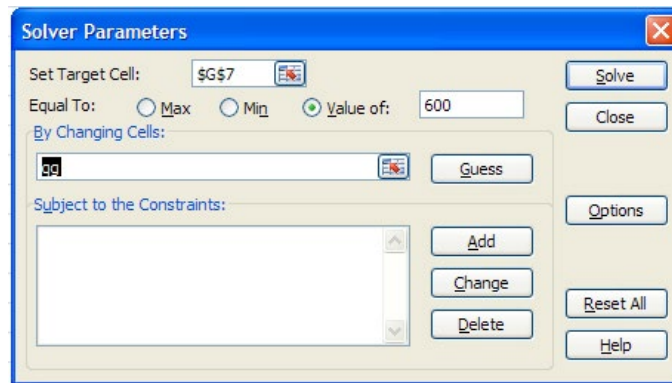 Solver Parameters
Set Target Cell: $G$7
Solve
Equal To: Max Min Value of: 600
Close
By Changing Cells:
gg
Guess
Subject to the Constraints:
Options
Add
Change
Reset All
Delete
Help